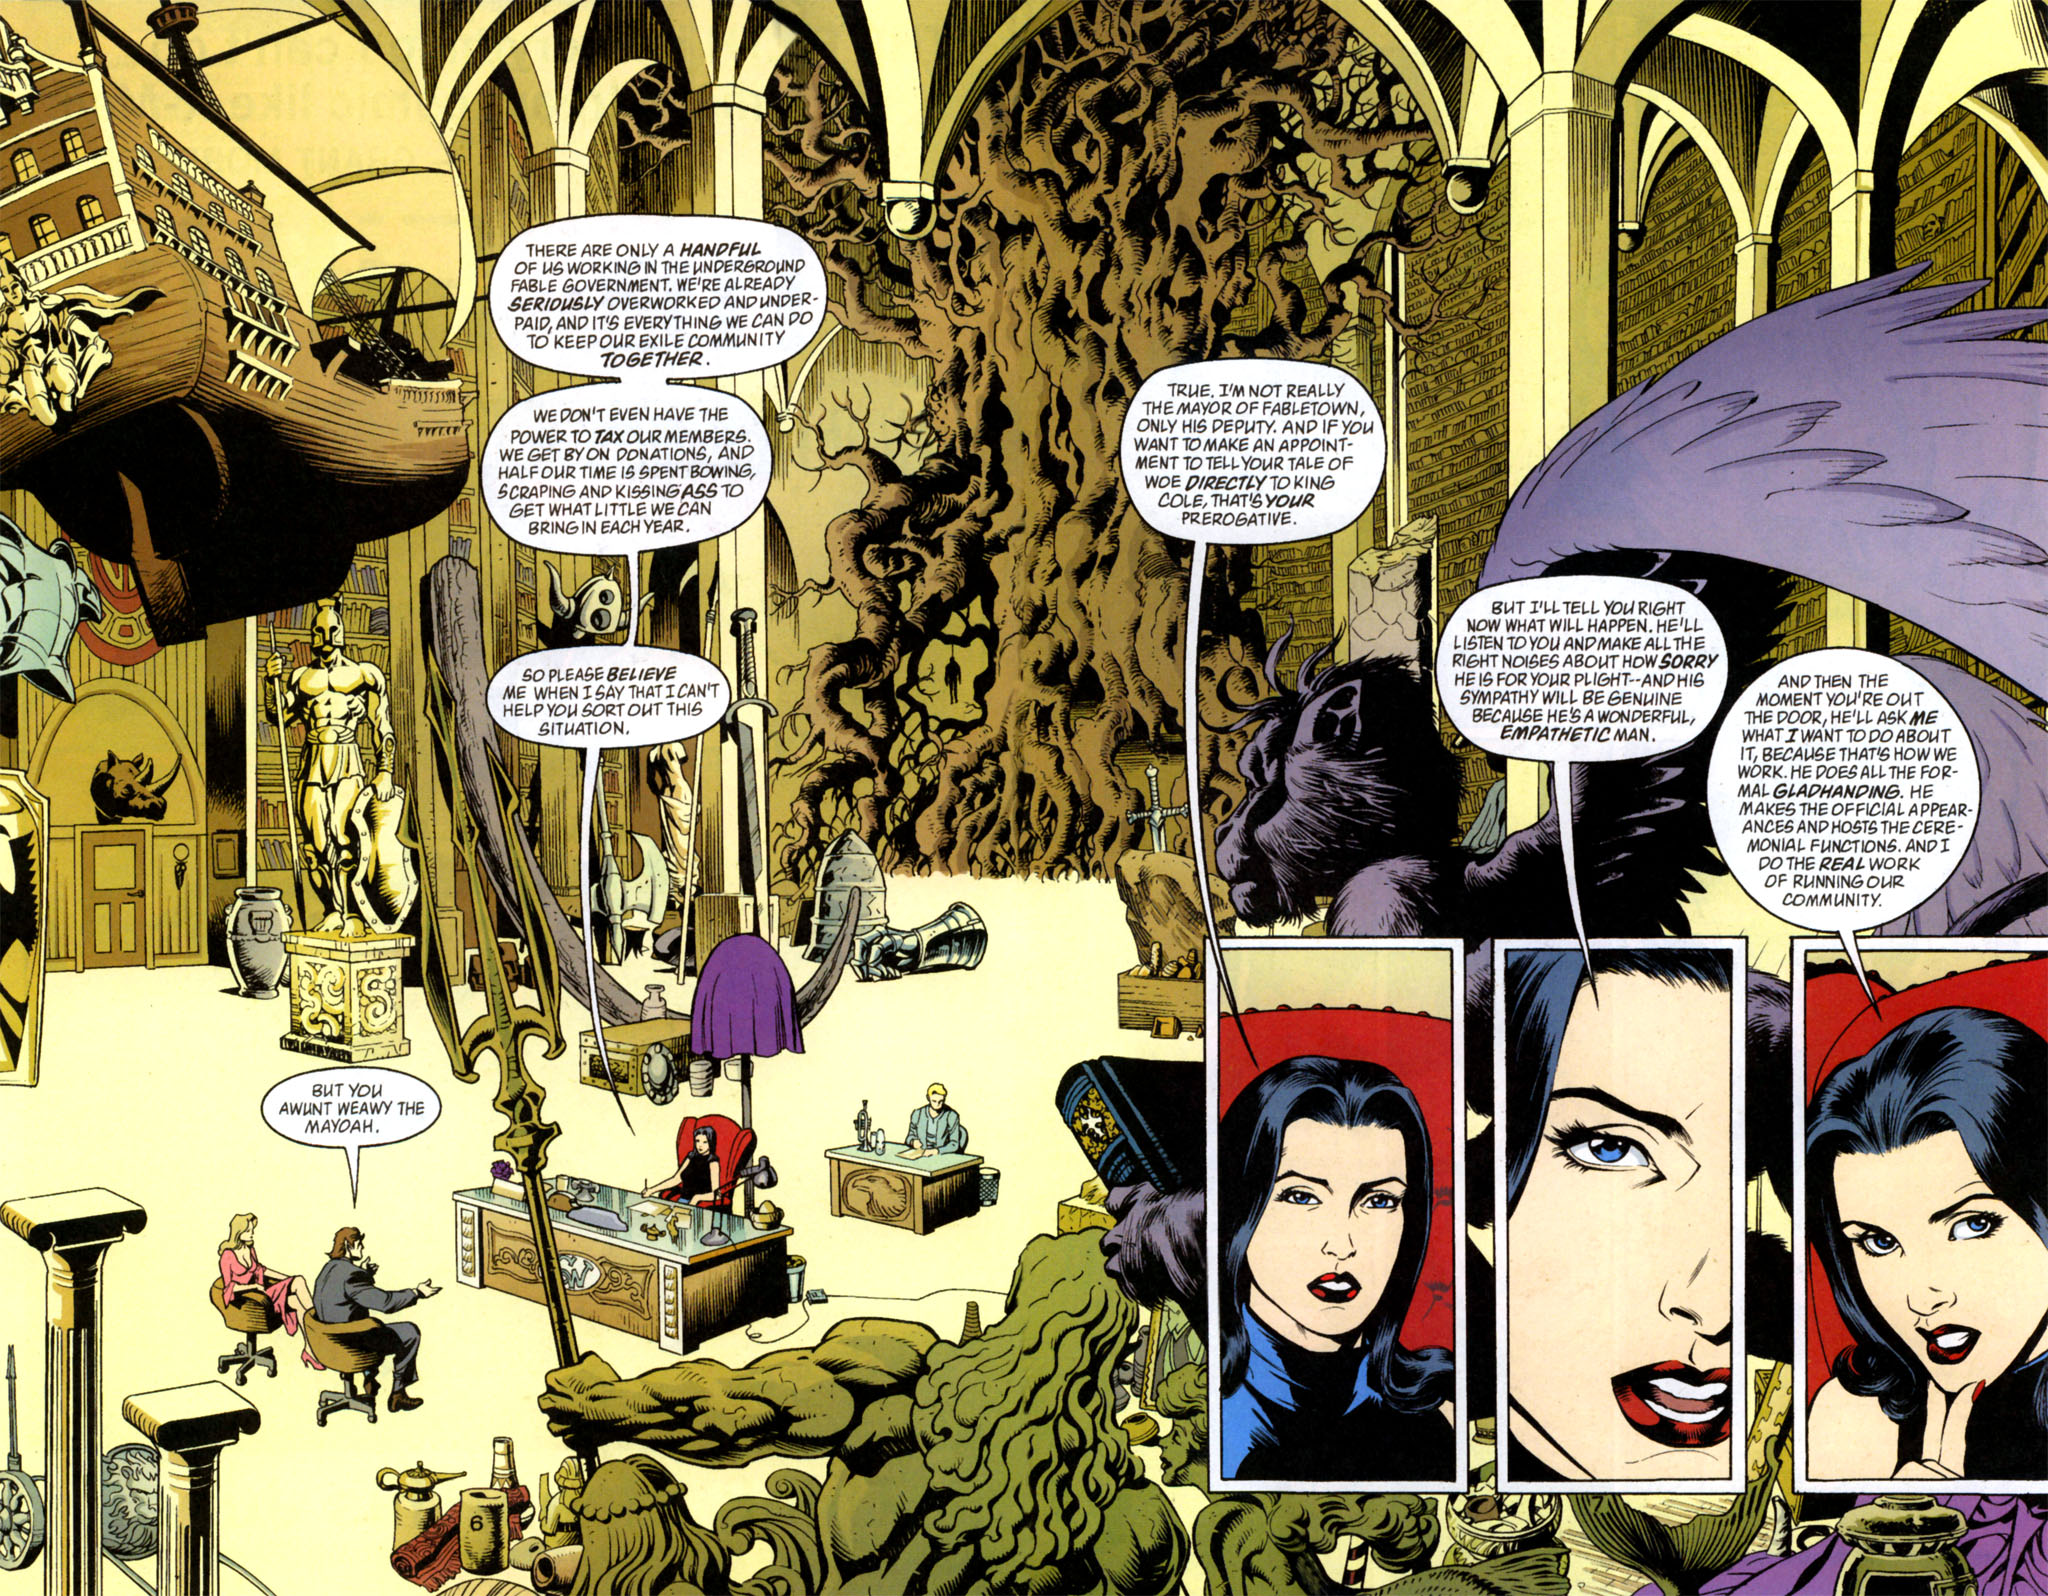 THERE ARE ONLY A HANDFUL
OF US WORKING IN THE UNDERGROUND
FABLE GOVERNMENT. WE'RE ALREADY
SERIOUSLY OVERWORKED AND UNDER-
PAID, AND IT'S EVERYTHING WE CAN DO
TO KEEP OUR EXILE COMMUNITY
TOGETHER.
WE DON'T EVEN HAVE THE
POWER TO TAX OUR MEMBERS.
WE GET BY ON DONATIONS, AND
HALF OUR TIME IS SPENT BOWING,
SCRAPING AND KISSING ASS TO
GET WHAT LITTLE WE CAN
BRING IN EACH YEAR.
SO PLEASE BELIEVE
ME WHEN I SAY THAT I CAN'T
HELP YOU SORT OUT THIS
SITUATION.
BUT YOU
AWUNT WEAWY THE
MAYOAH.
TRUE. I'M NOT REALLY
THE MAYOR OF FABLETOWN,
ONLY HIS DEPUTY. AND IF YOU
WANT TO MAKE AN APPOINT-
MENT TO TELL YOUR TALE OF
WOE DIRECTLY TO KING
COLE, THAT'S YOUR
PREROGATIVE.
BUT I'LL TELL YOU RIGHT
NOW WHAT WILL HAPPEN. HE'LL
LISTEN TO YOU AND MAKE ALL THE
RIGHT NOISES ABOUT HOW SORRY
HE IS FOR YOUR PLIGHT--AND HIS
SYMPATHY WILL BE GENUINE
BECAUSE HE'S A WONDERFUL,
EMPATHETIC MAN.
AND THEN THE
MOMENT YOU'RE OUT
THE DOOR, HE'LL ASK ME
WHAT I WANT TO DO ABOUT
IT, BECAUSE THAT'S HOW WE
WORK. HE DOES ALL THE FOR-
MAL GLADHANDING. HE
MAKES THE OFFICIAL APPEAR-
ANCES AND HOSTS THE CERE-
MONIAL FUNCTIONS. AND I
DO THE REAL WORK
OF RUNNING OUR
COMMUNITY.
SW
6